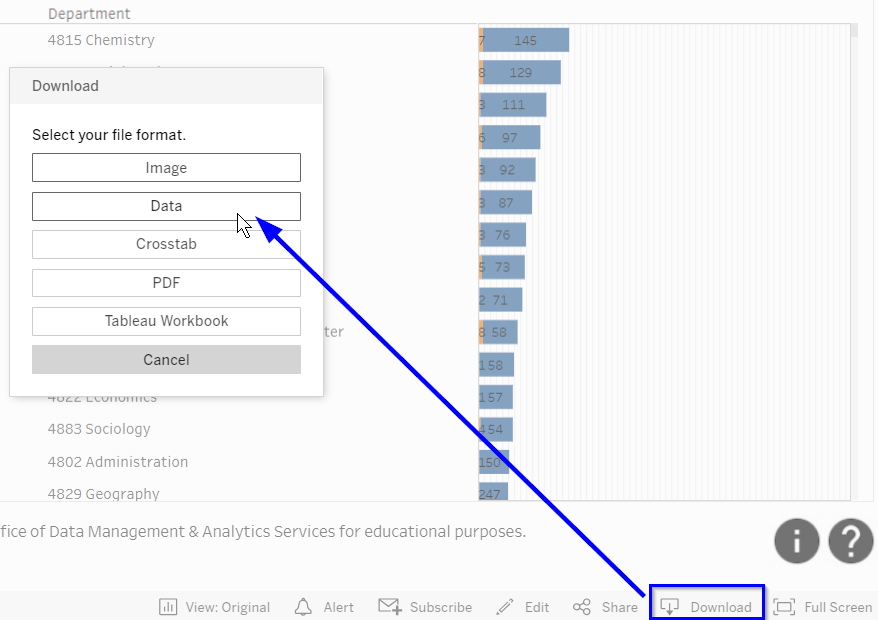 Department
4815 Chemistry
7 145
8 129
3 111
6 97
3 92
3 87
3 76
5 73
2 71
ter
8 58
1 58
4822 Economics
1 57
4883 Sociology
4 54
4802 Administration
1 50
4829 Geography
2 47
Download
Select your file format.
Image
Data
Crosstab
PDF
Tableau Workbook
Cancel
fice of Data Management & Analytics Services for educational purposes.
i ?
View: Original Alert Subscribe Edit Share Download Full Screen